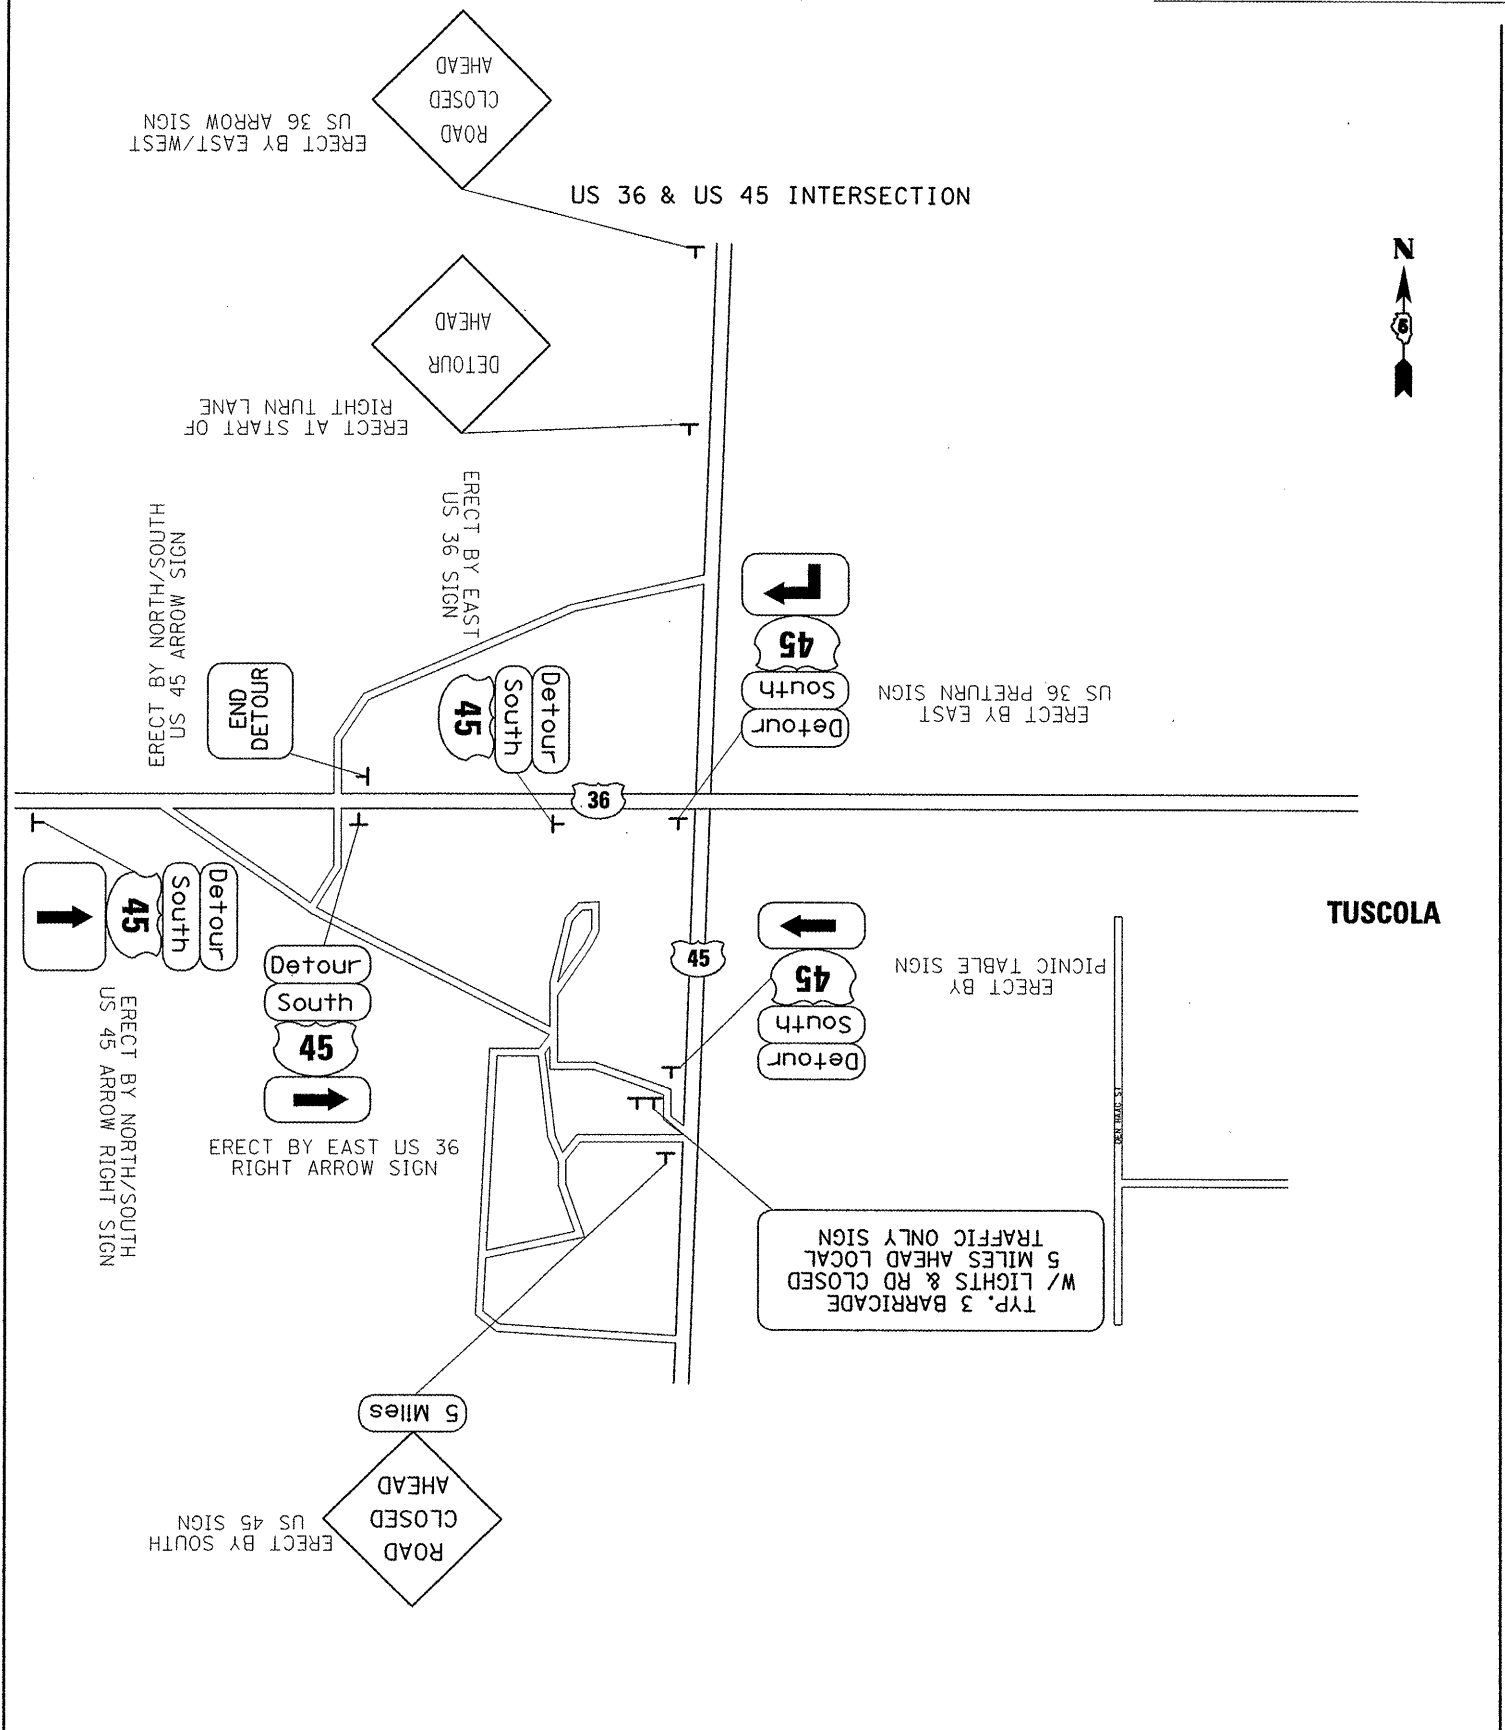 ROAD
CLOSED
AHEAD
ERECT BY EAST/WEST
US 36 ARROW SIGN
US 36 & US 45 INTERSECTION
N
5
DETOUR
AHEAD
ERECT AT START OF
RIGHT TURN LANE
ERECT BY NORTH/SOUTH
US 45 ARROW SIGN
END
DETOUR
ERECT BY EAST
US 36 SIGN
Detour
South
45
Detour
South
45
ERECT BY EAST
US 36 PRETURN SIGN
36
Detour
South
45
ERECT BY NORTH/SOUTH
US 45 ARROW RIGHT SIGN
Detour
South
45
ERECT BY EAST US 36
RIGHT ARROW SIGN
45
Detour
South
45
ERECT BY
PICNIC TABLE SIGN
TUSCOLA
DEN HAAG ST
TYP. 3 BARRICADE
W/ LIGHTS & RD CLOSED
5 MILES AHEAD LOCAL
TRAFFIC ONLY SIGN
ROAD
CLOSED
AHEAD
5 Miles
ERECT BY SOUTH
US 45 SIGN